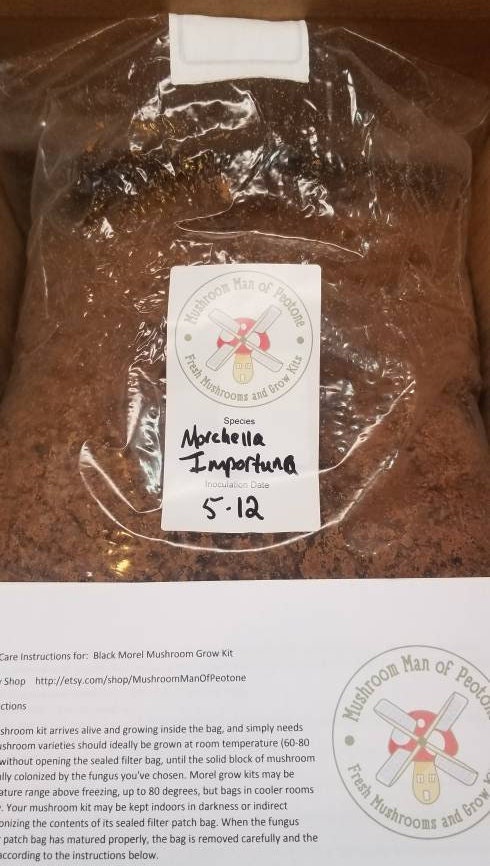 Mushroom Man of Peotone
Fresh Mushrooms and Grow Kits
Species
Morchella
Importuna
Inoculation Date
5-12
Care Instructions for: Black Morel Mushroom Grow Kit
Shop http://etsy.com/shop/MushroomManOfPeotone
ctions
shroom kit arrives alive and growing inside the bag, and simply needs
ushroom varieties should ideally be grown at room temperature (60-80
without opening the sealed filter bag, until the solid block of mushroom
lly colonized by the fungus you've chosen. Morel grow kits may be
ature range above freezing, up to 80 degrees, but bags in cooler rooms
. Your mushroom kit may be kept indoors in darkness or indirect
onizing the contents of its sealed filter patch bag. When the fungus
patch bag has matured properly, the bag is removed carefully and the
according to the instructions below.
Mushroom Man of Peoton
Fresh Mushrooms and Grow K